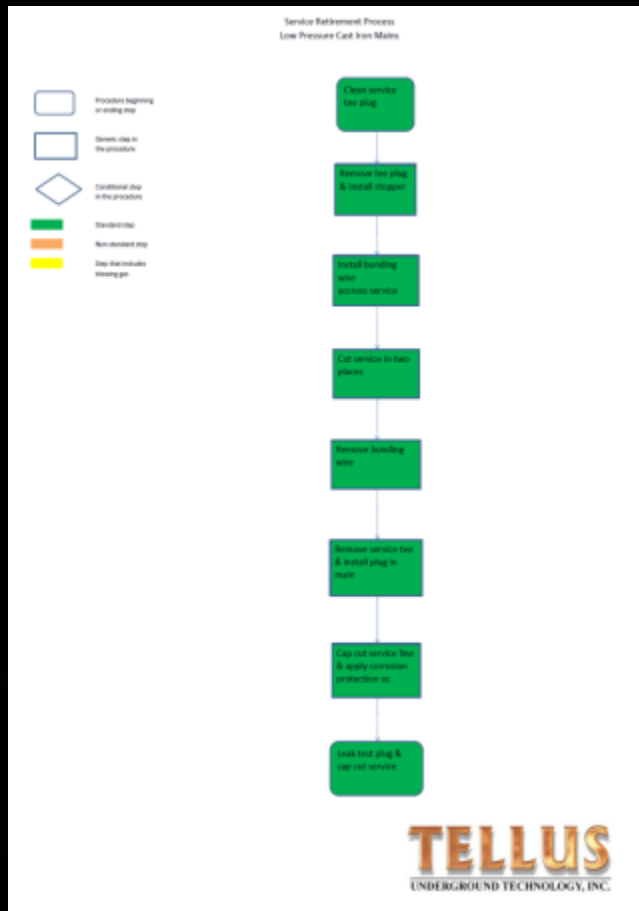 Service Retirement Process
Low Pressure Cast Iron Mains
Procedure beginning
or ending step
Generic step in
the procedure
Conditional step
in the procedure
Standard step
Non-standard step
Step that includes
blowing gas
Clean service
tee plug
Remove tee plug
& install stopper
Install bonding
wire
accross service
Cut service in two
places
Remove bonding
wire
Remove service tee
& install plug in
main
Cap cut service line
& apply corrosion
protection as
Leak test plug &
cap cut service
TELLUS
UNDERGROUND TECHNOLOGY, INC.